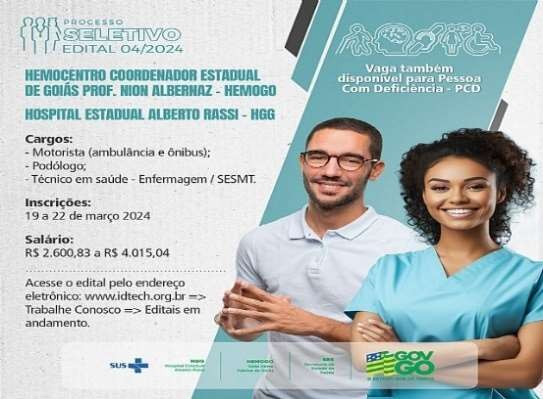 PROCESSO
SELETIVO
EDITAL 04/2024
HEMOCENTRO COORDENADOR ESTADUAL
DE GOIÁS PROF. NION ALBERNAZ - HEMOGO
HOSPITAL ESTADUAL ALBERTO RASSI - HGG
Vaga também
disponível para Pessoa
Com Deficiência - PCD
Cargos:
- Motorista (ambulância e ônibus);
- Podólogo;
- Técnico em saúde - Enfermagem / SESMT.
Inscrições:
19 a 22 de março 2024
Salário:
R$ 2.600,83 a R$ 4.015,04
Acesse o edital pelo endereço
eletrônico: www.idtech.org.br =>
Trabalhe Conosco => Editais em
andamento.
SUS
HEMOGO
SES
GOV
GO